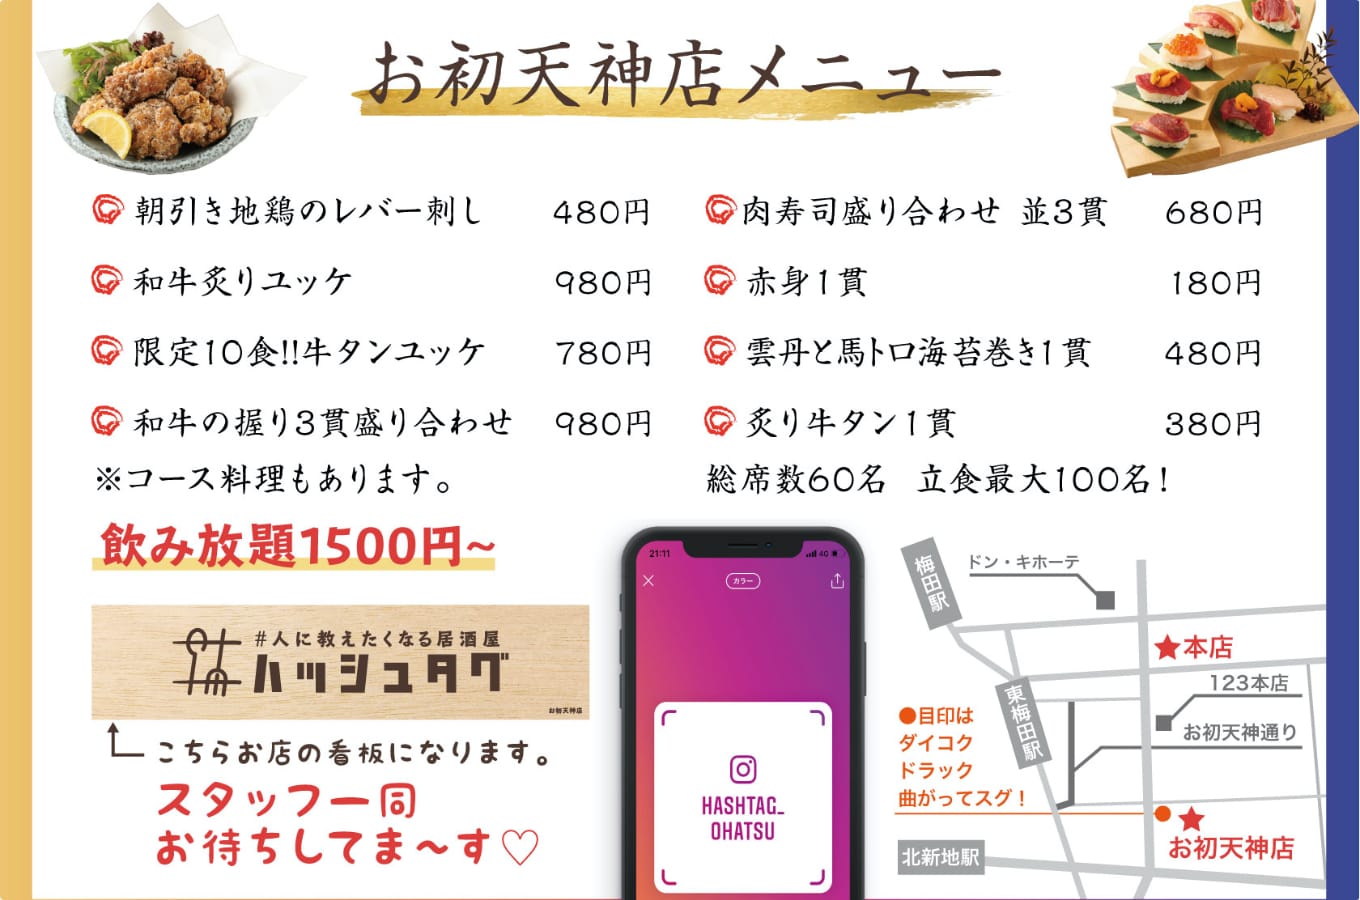 お初天神店メニュー
朝引き地鶏のレバー刺し 480円
和牛炙りユッケ 980円
限定10食!!牛タンユッケ 780円
和牛の握り3貫盛り合わせ 980円
※コース料理もあります。
肉寿司盛り合わせ 並3貫 680円
赤身1貫 180円
雲丹と馬トロ海苔巻き1貫 480円
炙り牛タン1貫 380円
総席数60名 立食最大100名!
飲み放題1500円~
#人に教えたくなる居酒屋
ハッシュタグ
お初天神店
こちらお店の看板になります。
スタッフ一同
お待ちしてま〜す♡
21:11
4G
カラー
HASHTAG_
OHATSU
梅田駅
ドン・キホーテ
★本店
123本店
東梅田駅
お初天神通り
●目印は
ダイコク
ドラック
曲がってスグ!
★
お初天神店
北新地駅